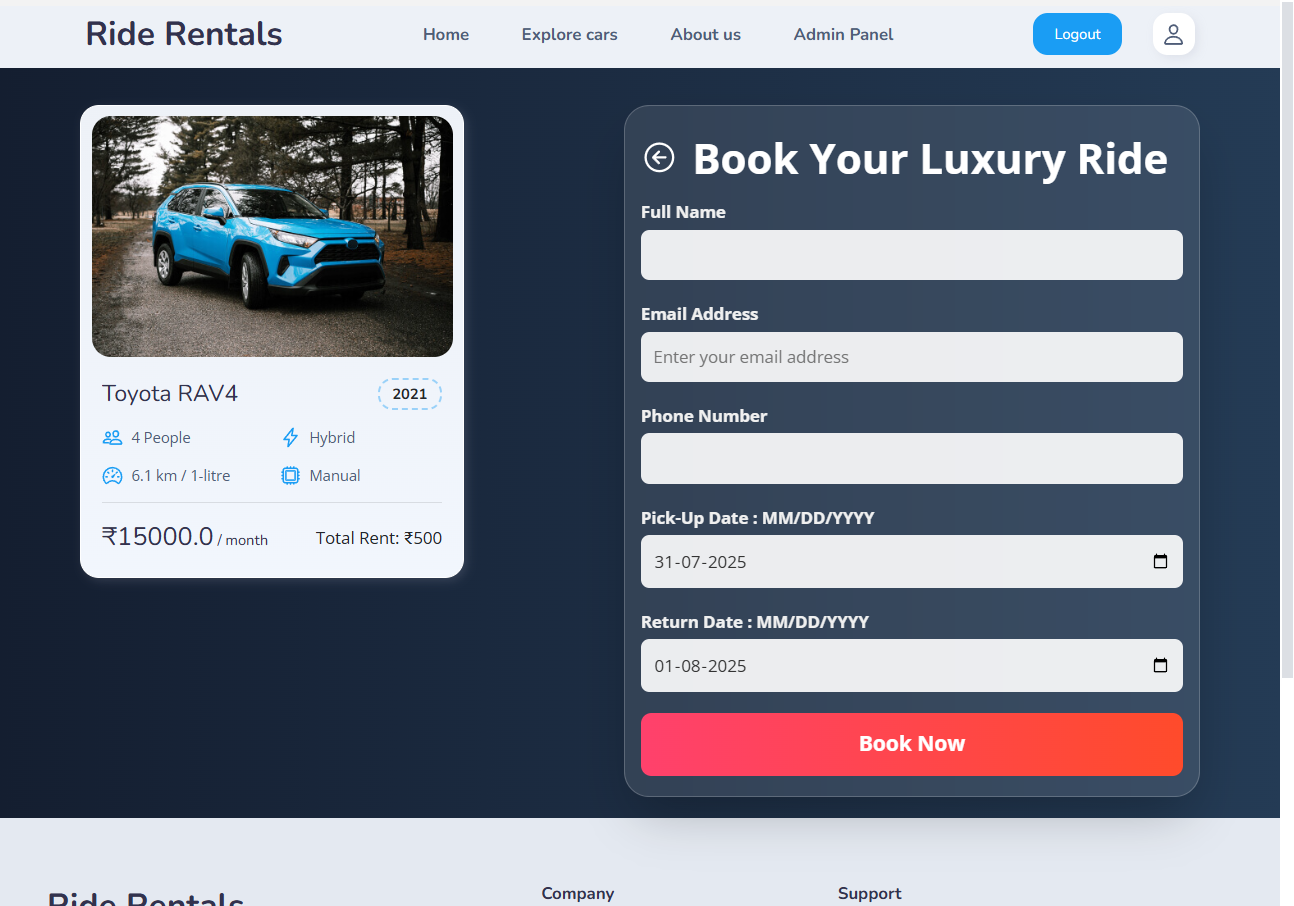 Ride Rentals
Home
Explore cars
About us
Admin Panel
Logout
Toyota RAV4
2021
4 People
Hybrid
6.1 km / 1-litre
Manual
₹15000.0 / month
Total Rent: ₹500
Book Your Luxury Ride
Full Name
Email Address
Enter your email address
Phone Number
Pick-Up Date : MM/DD/YYYY
31-07-2025
Return Date : MM/DD/YYYY
01-08-2025
Book Now
Ride Rentals
Company
Support